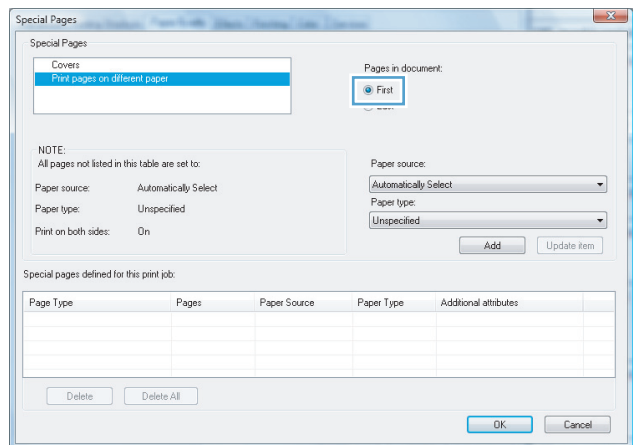 Special Pages
Special Pages
Covers
Print pages on different paper
Pages in document:
First
NOTE:
All pages not listed in this table are set to:
Paper source: Automatically Select
Paper type: Unspecified
Print on both sides: On
Paper source:
Automatically Select
Paper type:
Unspecified
Add Update item
Special pages defined for this print job:
Page Type Pages Paper Source Paper Type Additional attributes
Delete Delete All
OK Cancel